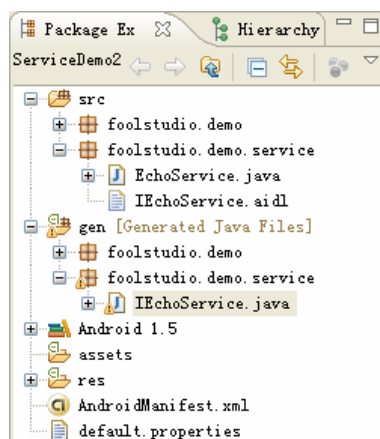 Package Ex Hierarchy
ServiceDemo2
src
foolstudio.demo
foolstudio.demo.service
EchoService.java
IEchoService.aidl
gen [Generated Java Files]
foolstudio.demo
foolstudio.demo.service
IEchoService.java
Android 1.5
assets
res
AndroidManifest.xml
default.properties